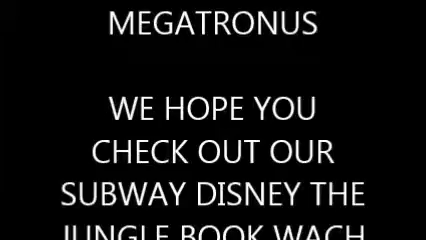 MEGATRONUS
WE HOPE YOU
CHECK OUT OUR
SUBWAY DISNEY THE
JUNGLE BOOK WACH